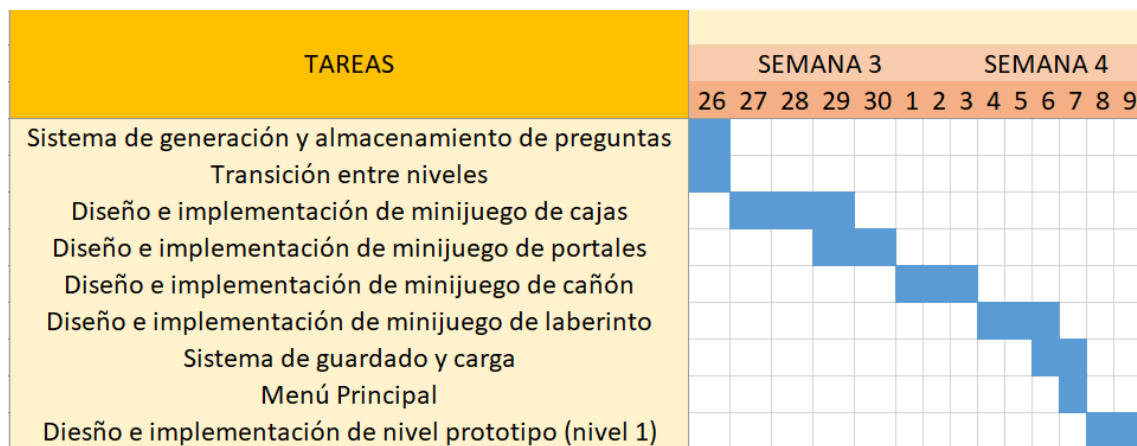 TAREAS
SEMANA 3 SEMANA 4
26 27 28 29 30 1 2 3 4 5 6 7 8 9
Sistema de generación y almacenamiento de preguntas
Transición entre niveles
Diseño e implementación de minijuego de cajas
Diseño e implementación de minijuego de portales
Diseño e implementación de minijuego de cañón
Diseño e implementación de minijuego de laberinto
Sistema de guardado y carga
Menú Principal
Diesño e implementación de nivel prototipo (nivel 1)